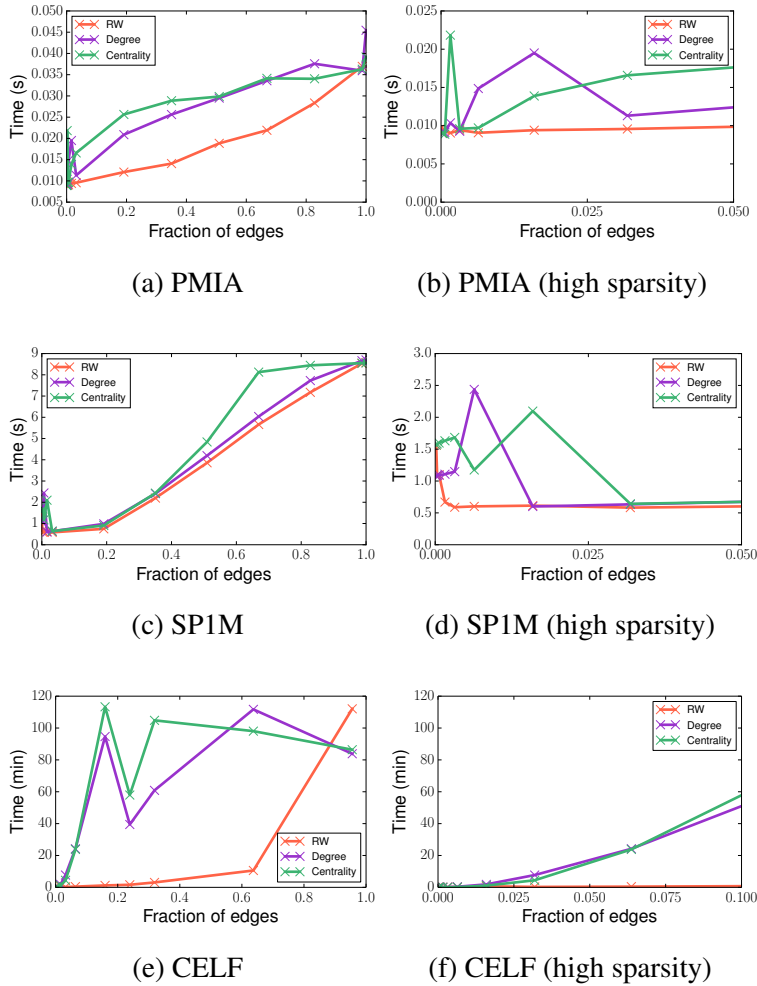 0.050
0.045
0.040
0.035
0.030
0.025
0.020
0.015
0.010
0.005
0.0 0.2 0.4 0.6 0.8 1.0
Time (s)
Fraction of edges
RW
Degree
Centrality
(a) PMIA
0.025
0.020
0.015
0.010
0.005
0.000
0.000 0.025 0.050
Time (s)
Fraction of edges
RW
Degree
Centrality
(b) PMIA (high sparsity)
9
8
7
6
5
4
3
2
1
0
0.0 0.2 0.4 0.6 0.8 1.0
Time (s)
Fraction of edges
RW
Degree
Centrality
(c) SP1M
3.0
2.5
2.0
1.5
1.0
0.5
0.0
0.000 0.025 0.050
Time (s)
Fraction of edges
RW
Degree
Centrality
(d) SP1M (high sparsity)
120
100
80
60
40
20
0
0.0 0.2 0.4 0.6 0.8 1.0
Time (min)
Fraction of edges
RW
Degree
Centrality
(e) CELF
120
100
80
60
40
20
0
0.000 0.025 0.050 0.075 0.100
Time (min)
Fraction of edges
RW
Degree
Centrality
(f) CELF (high sparsity)